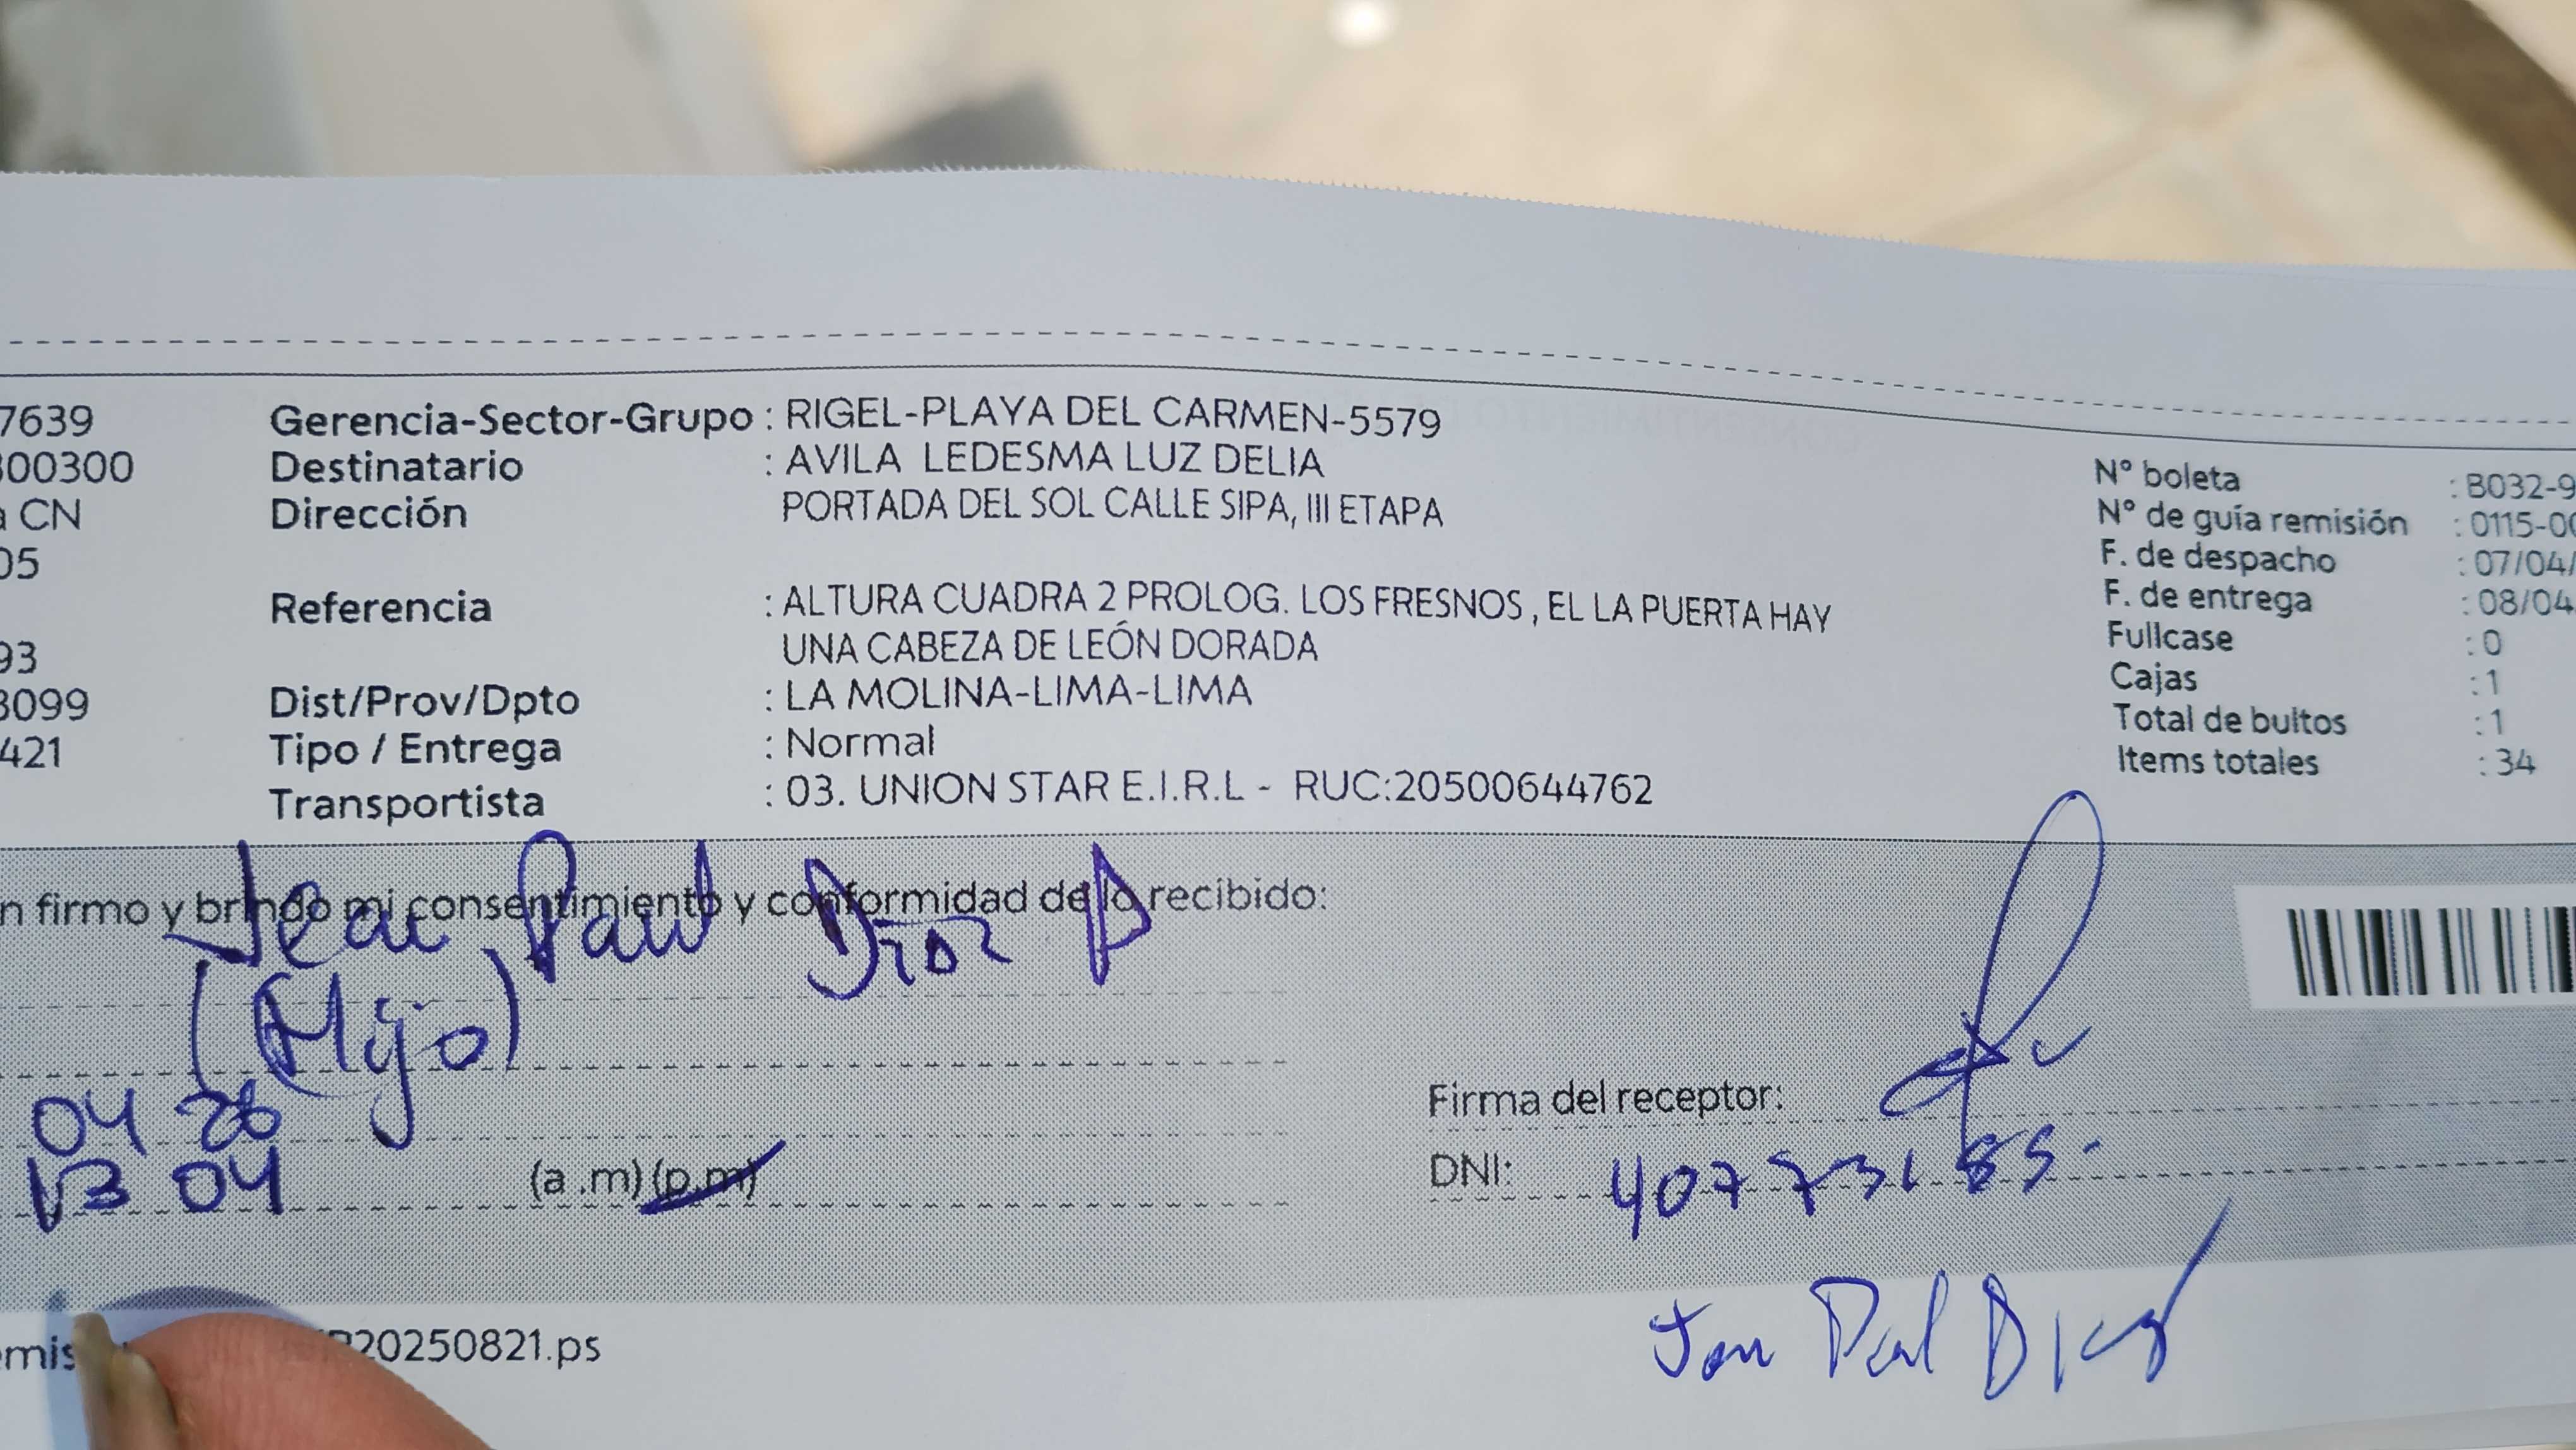 7639
300300
a CN
05
93
3099
421
Gerencia-Sector-Grupo : RIGEL-PLAYA DEL CARMEN-5579
Destinatario : AVILA LEDESMA LUZ DELIA
Dirección PORTADA DEL SOL CALLE SIPA, III ETAPA
Referencia : ALTURA CUADRA 2 PROLOG. LOS FRESNOS , EL LA PUERTA HAY
UNA CABEZA DE LEÓN DORADA
Dist/Prov/Dpto : LA MOLINA-LIMA-LIMA
Tipo / Entrega : Normal
Transportista : 03. UNION STAR E.I.R.L - RUC:20500644762
N° boleta : B032-9
N° de guía remisión : 0115-00
F. de despacho : 07/04/
F. de entrega : 08/04
Fullcase : 0
Cajas : 1
Total de bultos : 1
Items totales : 34
n firmo y brindo mi consentimiento y conformidad de lo recibido:
Jean Paul Diaz P
(Hijo)
04 26
13 04 (a .m) (p.m)
Firma del receptor:
DNI: 40773185
Jean Paul Diaz
emis 20250821.ps